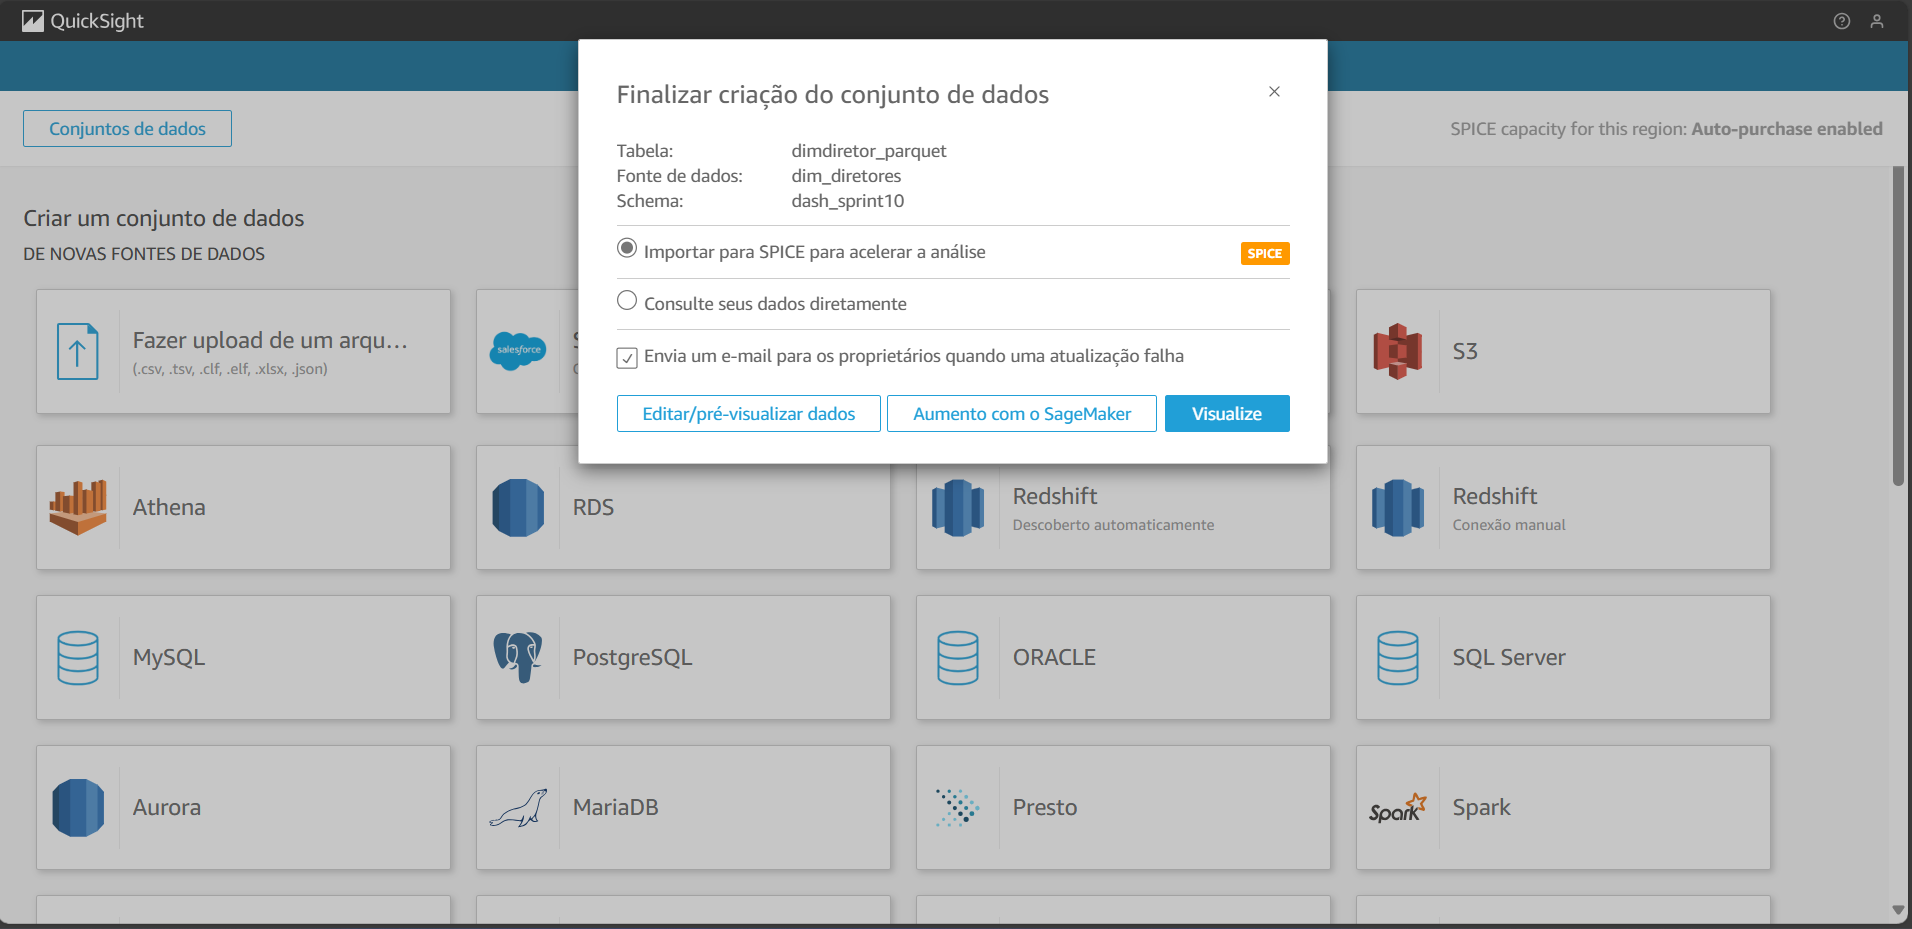 QuickSight
Finalizar criação do conjunto de dados
Tabela: dimdiretor_parquet
Fonte de dados: dim_diretores
Schema: dash_sprint10
Importar para SPICE para acelerar a análise SPICE
Consulte seus dados diretamente
Envia um e-mail para os proprietários quando uma atualização falha
Editar/pré-visualizar dados Aumento com o SageMaker Visualize
Conjuntos de dados
SPICE capacity for this region: Auto-purchase enabled
Criar um conjunto de dados
DE NOVAS FONTES DE DADOS
Fazer upload de um arqu...
(.csv, .tsv, .clf, .elf, .xlsx, .json)
salesforce
S3
Athena
RDS
Redshift
Descoberto automaticamente
Redshift
Conexão manual
MySQL
PostgreSQL
ORACLE
SQL Server
Aurora
MariaDB
Presto
Spark
Spark